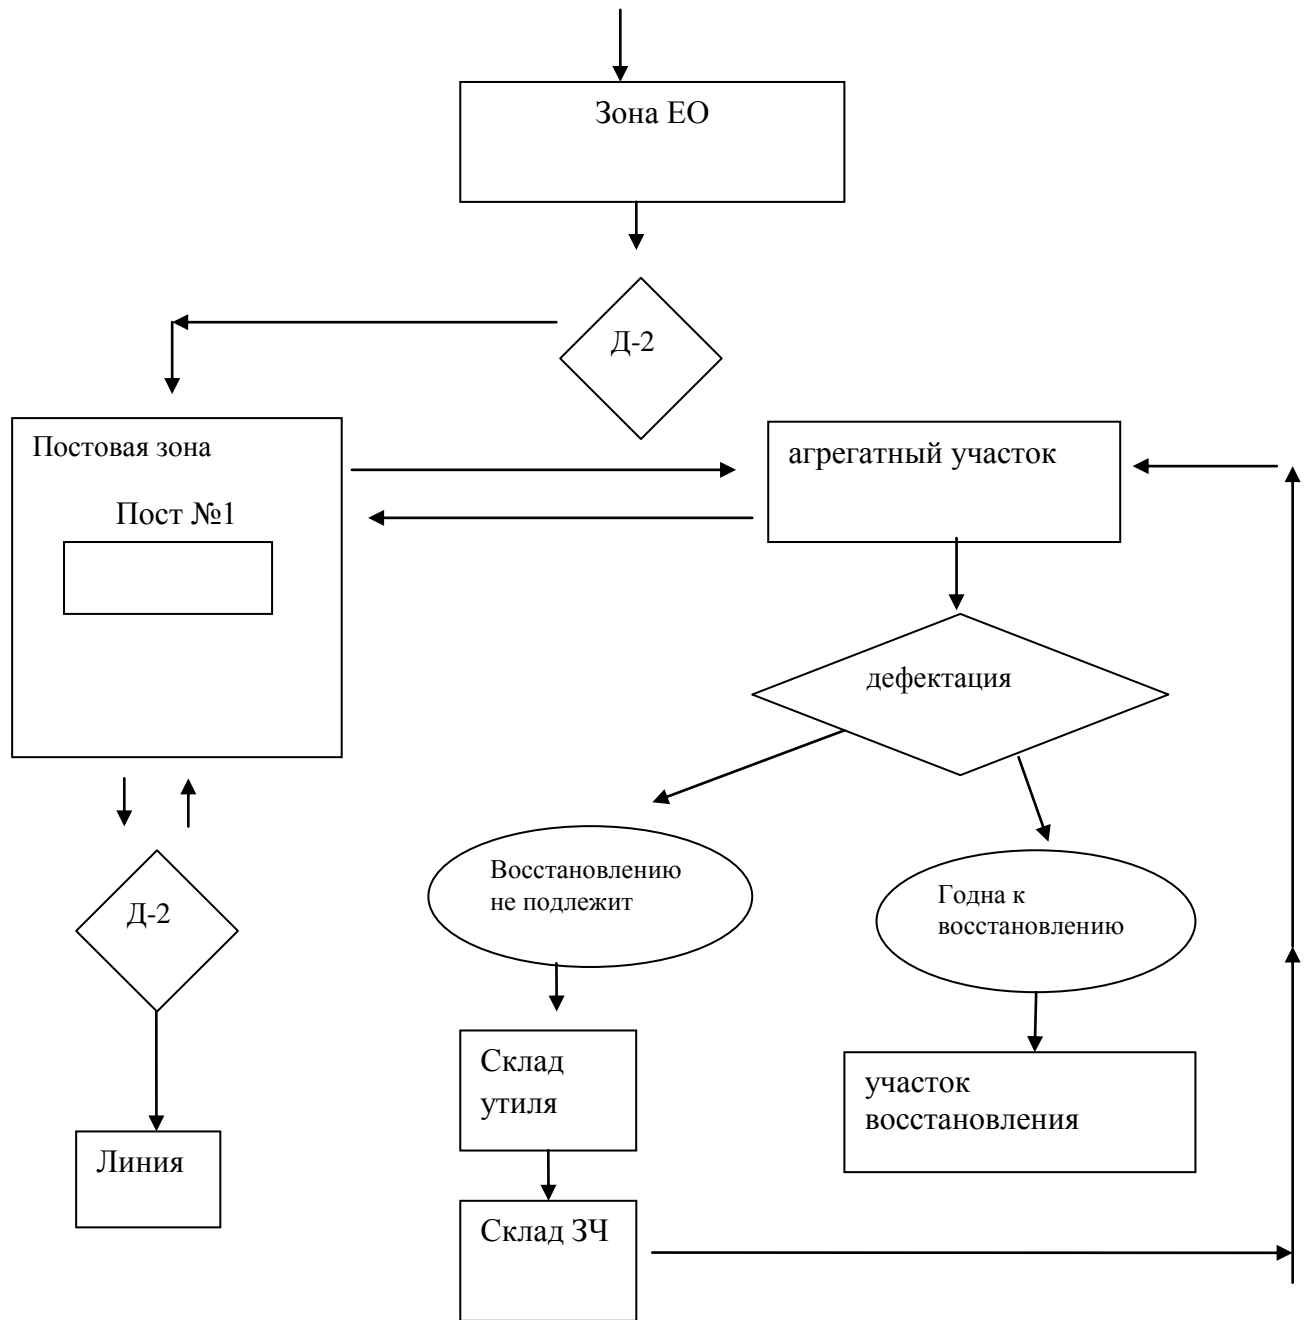 Зона ЕО
Д-2
Постовая зона
Пост №1
агрегатный участок
дефектация
Восстановлению
не подлежит
Годна к
восстановлению
Д-2
Склад
утиля
участок
восстановления
Линия
Склад ЗЧ